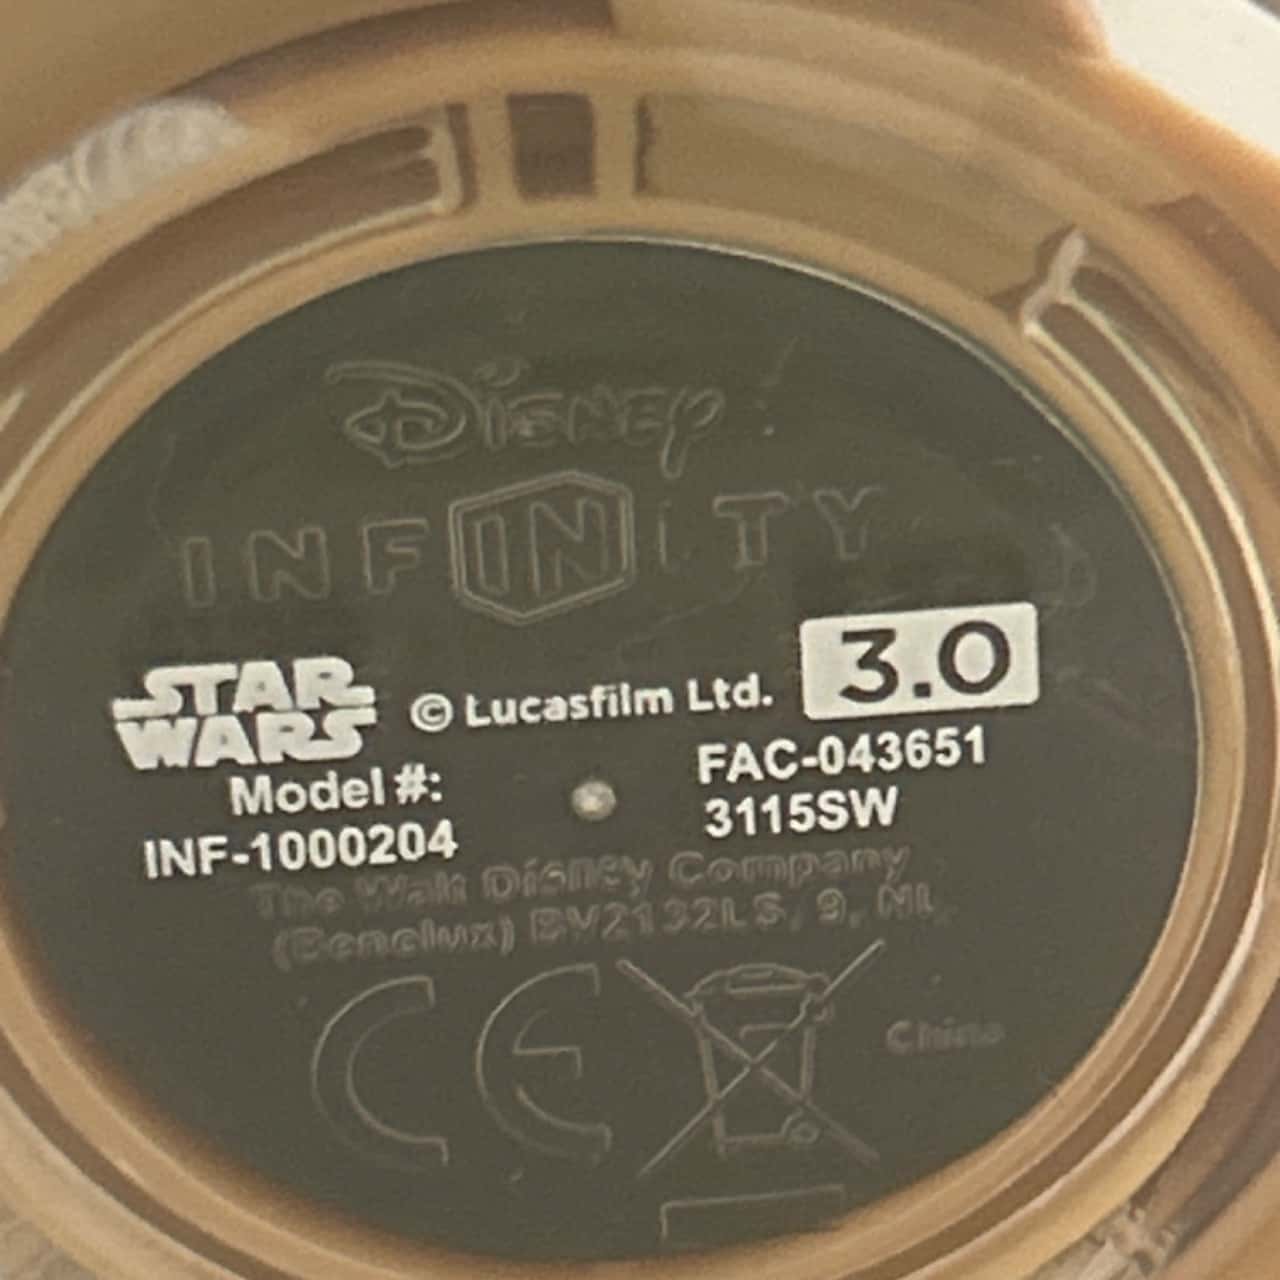 Disney
INFINITY
3.0
STAR WARS © Lucasfilm Ltd.
Model #: FAC-043651
INF-1000204 3115SW
The Walt Disney Company
(Benelux) BV2132LS, 9, NL
CE China